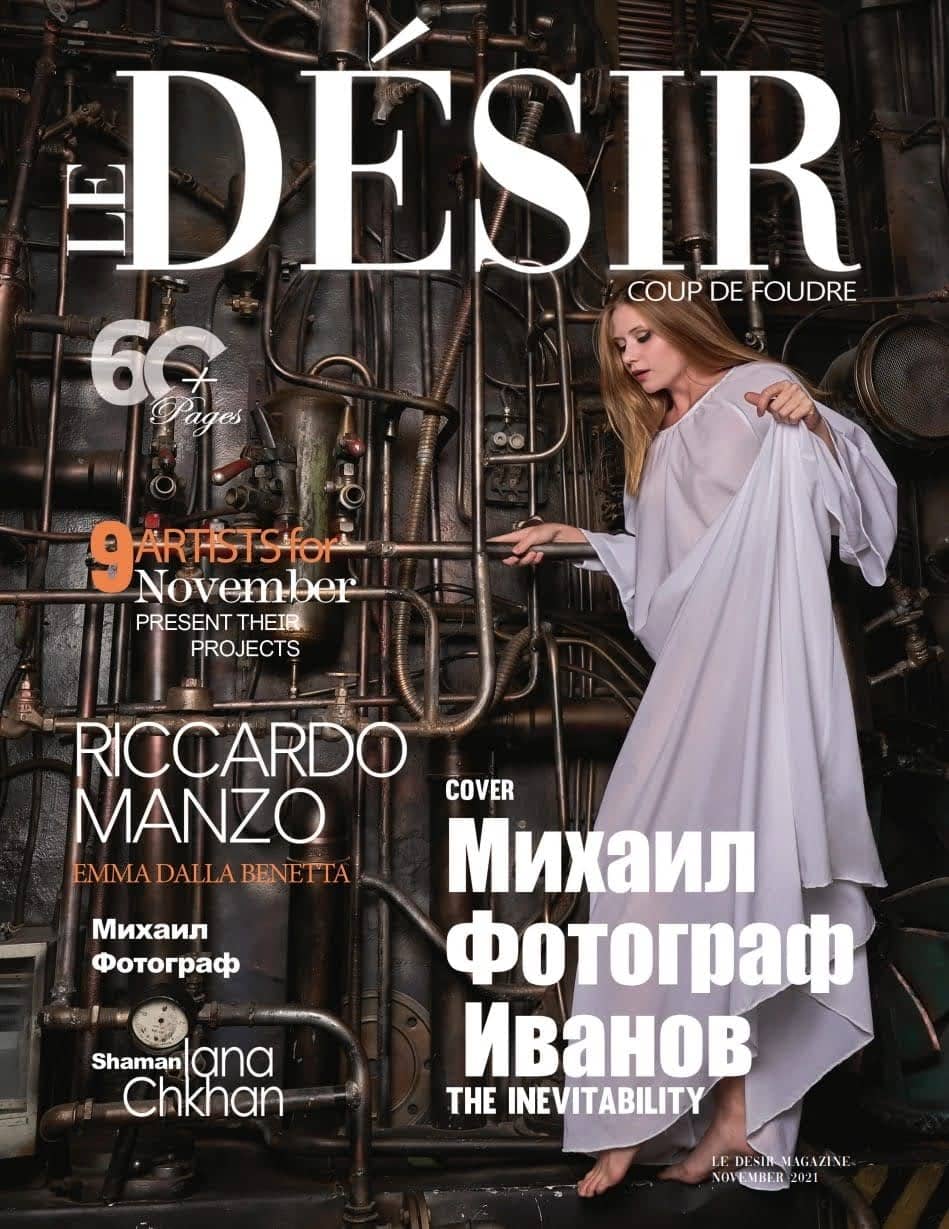 LE DÉSIR
COUP DE FOUDRE
60+
Pages
9 ARTISTS for
November
PRESENT THEIR
PROJECTS
RICCARDO
MANZO
EMMA DALLA BENETTA
Михаил
Фотограф
Shaman Iana
Chkhan
COVER
Михаил
Фотограф
Иванов
THE INEVITABILITY
LE DESIR MAGAZINE
NOVEMBER 2021